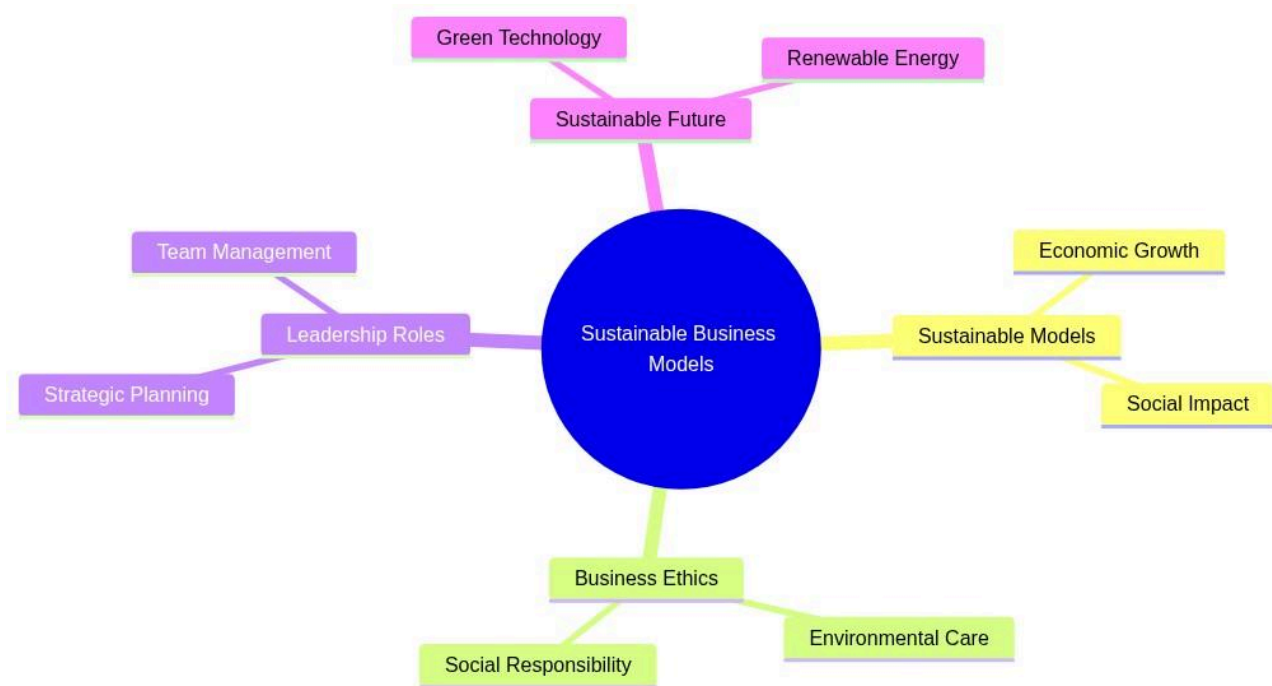 Green Technology
Renewable Energy
Sustainable Future
Team Management
Economic Growth
Leadership Roles
Sustainable Business
Models
Sustainable Models
Strategic Planning
Social Impact
Business Ethics
Environmental Care
Social Responsibility